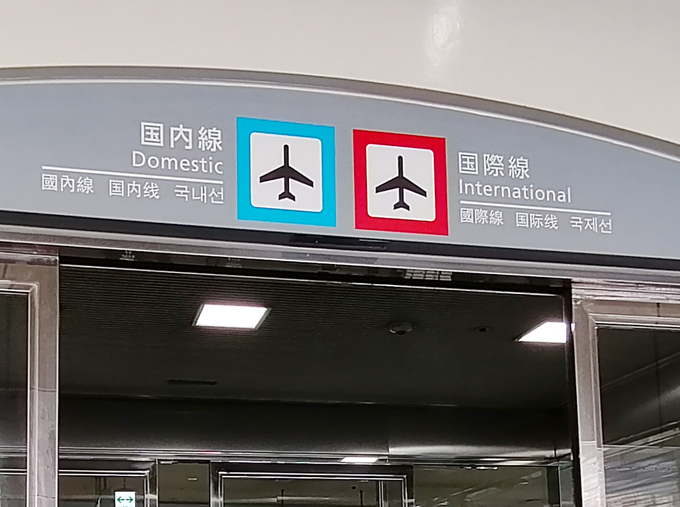 国内線
Domestic
國內線 国内线 국내선
国際線
International
國際線 国际线 국제선